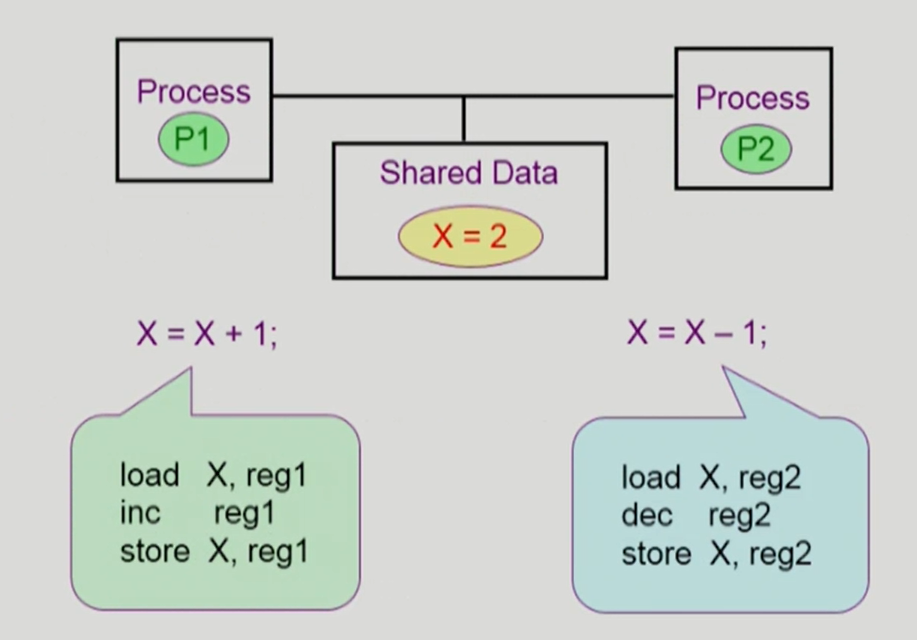 Process
P1
Process
P2
Shared Data
X = 2
X = X + 1;
X = X – 1;
load X, reg1
inc reg1
store X, reg1
load X, reg2
dec reg2
store X, reg2